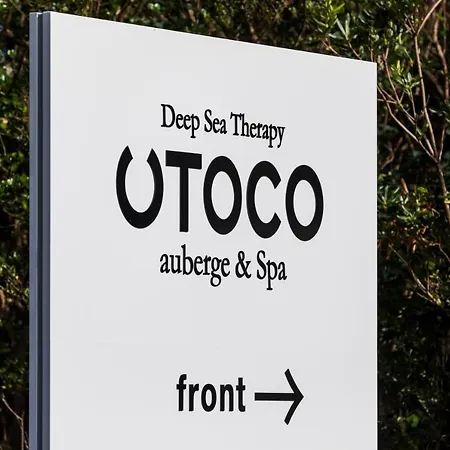 Deep Sea Therapy
UTOCO
auberge & Spa
front →